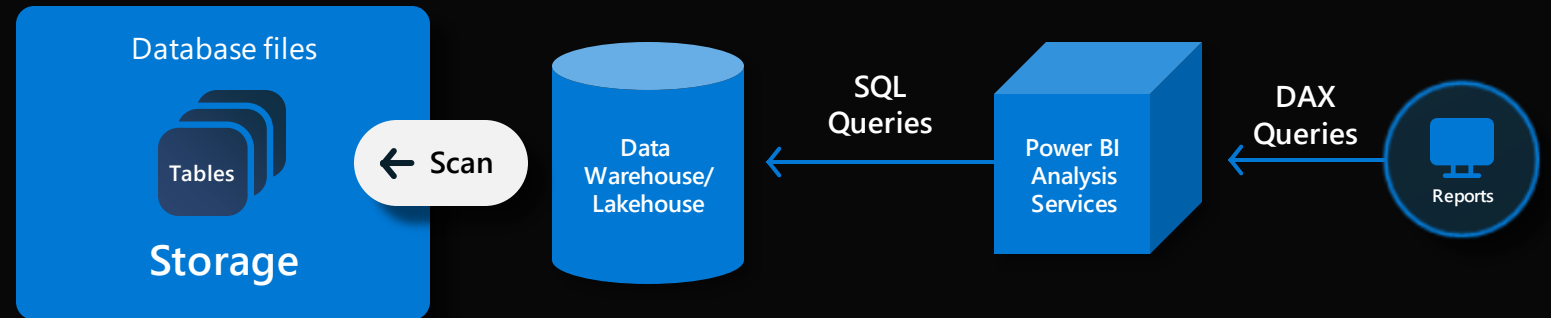 Database files
Tables
Storage
Scan
Data
Warehouse/
Lakehouse
SQL
Queries
Power BI
Analysis
Services
DAX
Queries
Reports